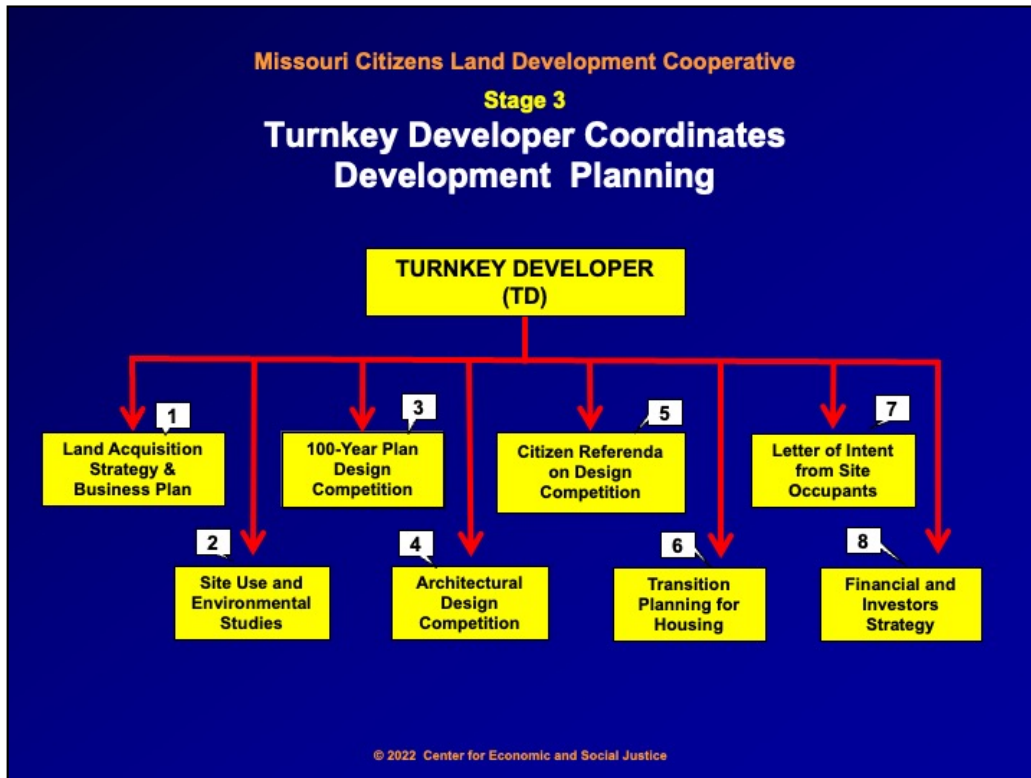 Missouri Citizens Land Development Cooperative
Stage 3
Turnkey Developer Coordinates
Development Planning
TURNKEY DEVELOPER
(TD)
1
Land Acquisition
Strategy &
Business Plan
2
Site Use and
Environmental
Studies
3
100-Year Plan
Design
Competition
4
Architectural
Design
Competition
5
Citizen Referenda
on Design
Competition
6
Transition
Planning for
Housing
7
Letter of Intent
from Site
Occupants
8
Financial and
Investors
Strategy
© 2022 Center for Economic and Social Justice